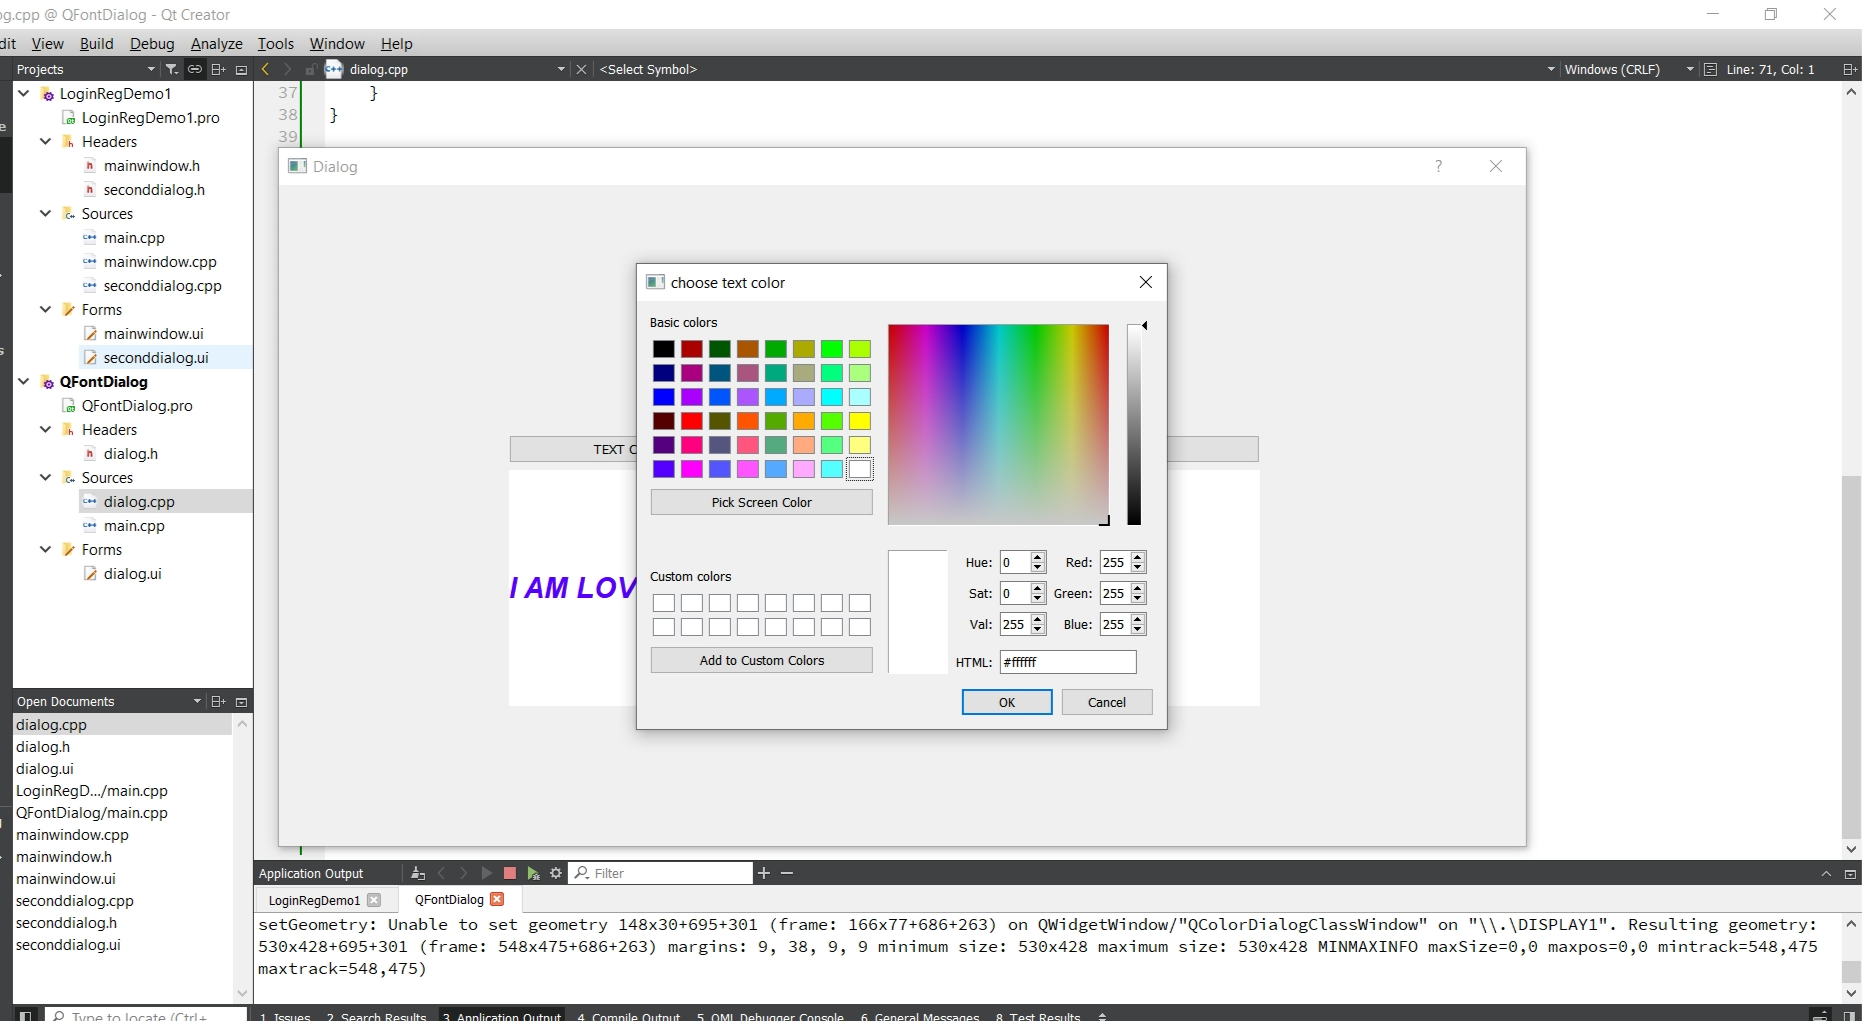 og.cpp @ QFontDialog - Qt Creator
dit View Build Debug Analyze Tools Window Help
Projects
dialog.cpp
<Select Symbol>
Windows (CRLF)
Line: 71, Col: 1
LoginRegDemo1
LoginRegDemo1.pro
Headers
mainwindow.h
seconddialog.h
Sources
main.cpp
mainwindow.cpp
seconddialog.cpp
Forms
mainwindow.ui
seconddialog.ui
QFontDialog
QFontDialog.pro
Headers
dialog.h
Sources
dialog.cpp
main.cpp
Forms
dialog.ui
37 }
38 }
39
Dialog
TEXT C
I AM LOV
choose text color
Basic colors
Pick Screen Color
Custom colors
Add to Custom Colors
Hue: 0 Red: 255
Sat: 0 Green: 255
Val: 255 Blue: 255
HTML: #ffffff
OK Cancel
Open Documents
dialog.cpp
dialog.h
dialog.ui
LoginRegD.../main.cpp
QFontDialog/main.cpp
mainwindow.cpp
mainwindow.h
mainwindow.ui
seconddialog.cpp
seconddialog.h
seconddialog.ui
Application Output
Filter
LoginRegDemo1 QFontDialog
setGeometry: Unable to set geometry 148x30+695+301 (frame: 166x77+686+263) on QWidgetWindow/"QColorDialogClassWindow" on "\\.\DISPLAY1". Resulting geometry:
530x428+695+301 (frame: 548x475+686+263) margins: 9, 38, 9, 9 minimum size: 530x428 maximum size: 530x428 MINMAXINFO maxSize=0,0 maxpos=0,0 mintrack=548,475
maxtrack=548,475)
Type to locate (Ctrl+
1 Issues 2 Search Results 3 Application Output 4 Compile Output 5 QML Debugger Console 6 General Messages 8 Test Results